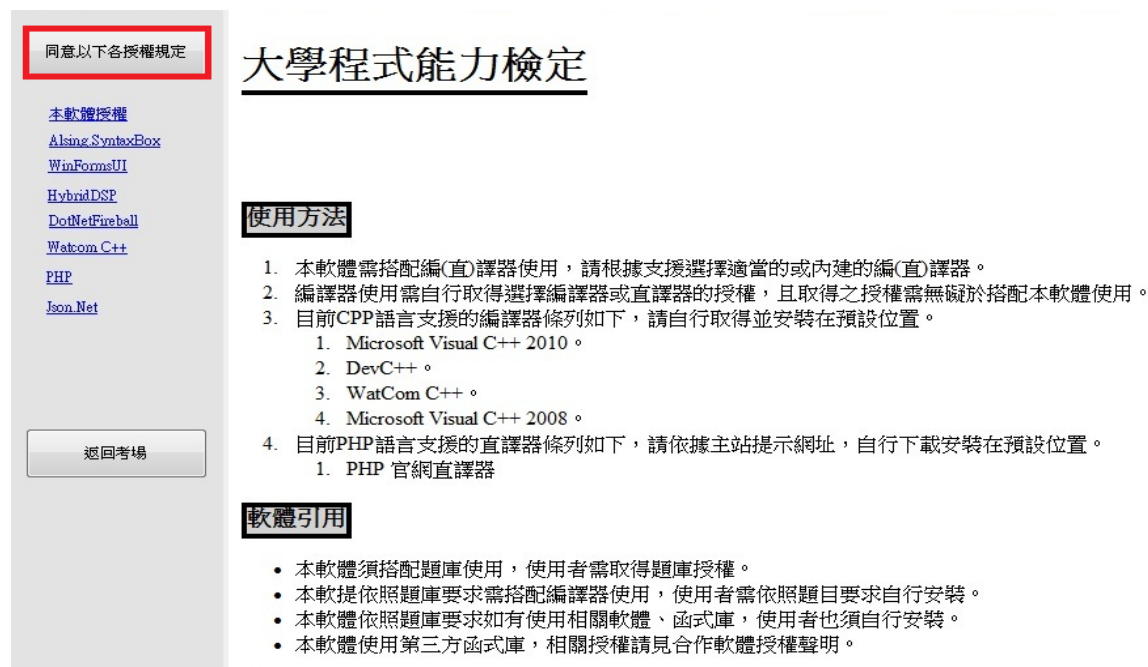 同意以下各授權規定
本軟體授權
Alsing.SyntaxBox
WinFormsUI
HybridDSP
DotNetFireball
Watcom C++
PHP
Json.Net
返回考場
大學程式能力檢定
使用方法
1. 本軟體需搭配編(直)譯器使用，請根據支援選擇適當的或內建的編(直)譯器。
2. 編譯器使用需自行取得選擇編譯器或直譯器的授權，且取得之授權需無礙於搭配本軟體使用。
3. 目前CPP語言支援的編譯器條列如下，請自行取得並安裝在預設位置。
1. Microsoft Visual C++ 2010。
2. DevC++。
3. WatCom C++。
4. Microsoft Visual C++ 2008。
4. 目前PHP語言支援的直譯器條列如下，請依據主站提示網址，自行下載安裝在預設位置。
1. PHP 官網直譯器
軟體引用
• 本軟體須搭配題庫使用，使用者需取得題庫授權。
• 本軟提依照題庫要求需搭配編譯器使用，使用者需依照題目要求自行安裝。
• 本軟體依照題庫要求如有使用相關軟體、函式庫，使用者也須自行安裝。
• 本軟體使用第三方函式庫，相關授權請見合作軟體授權聲明。